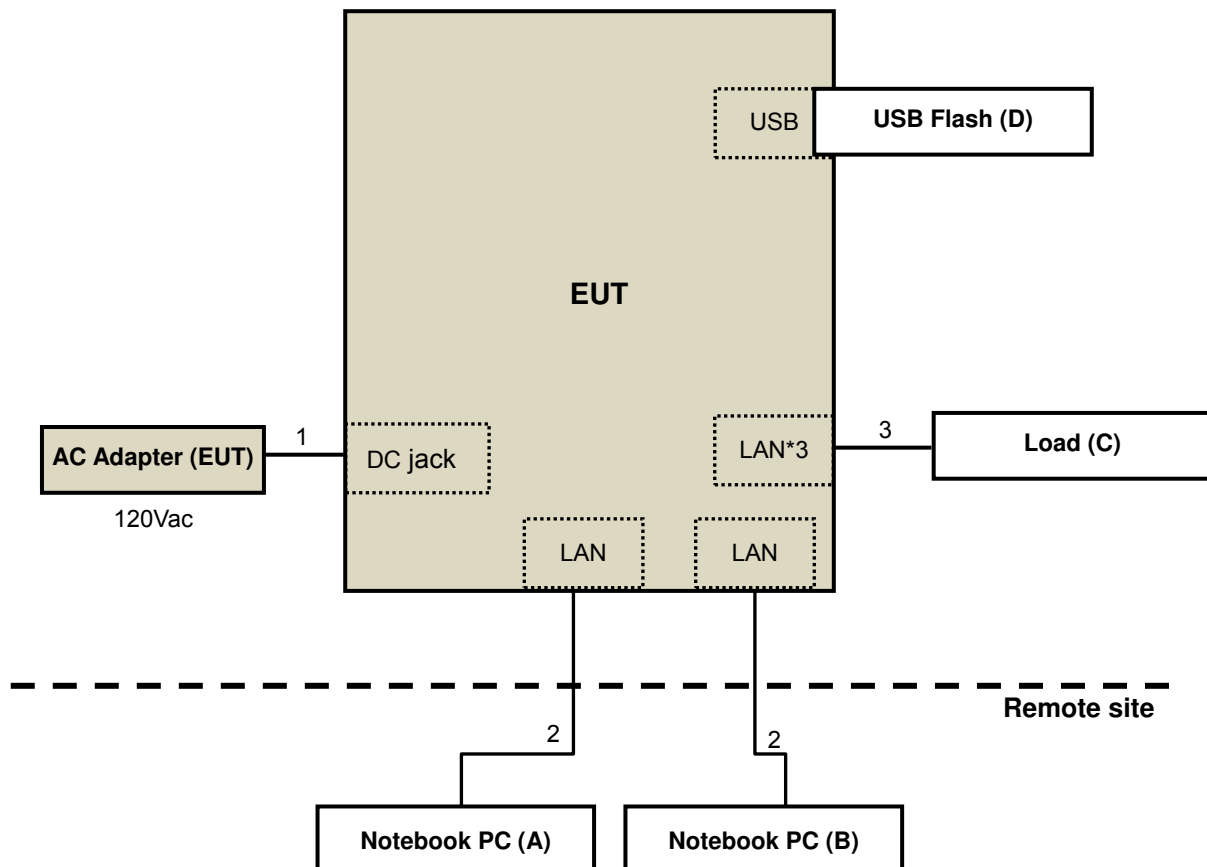 USB
USB Flash (D)
EUT
AC Adapter (EUT)
1
DC jack
LAN*3
3
Load (C)
120Vac
LAN
LAN
Remote site
2
2
Notebook PC (A)
Notebook PC (B)